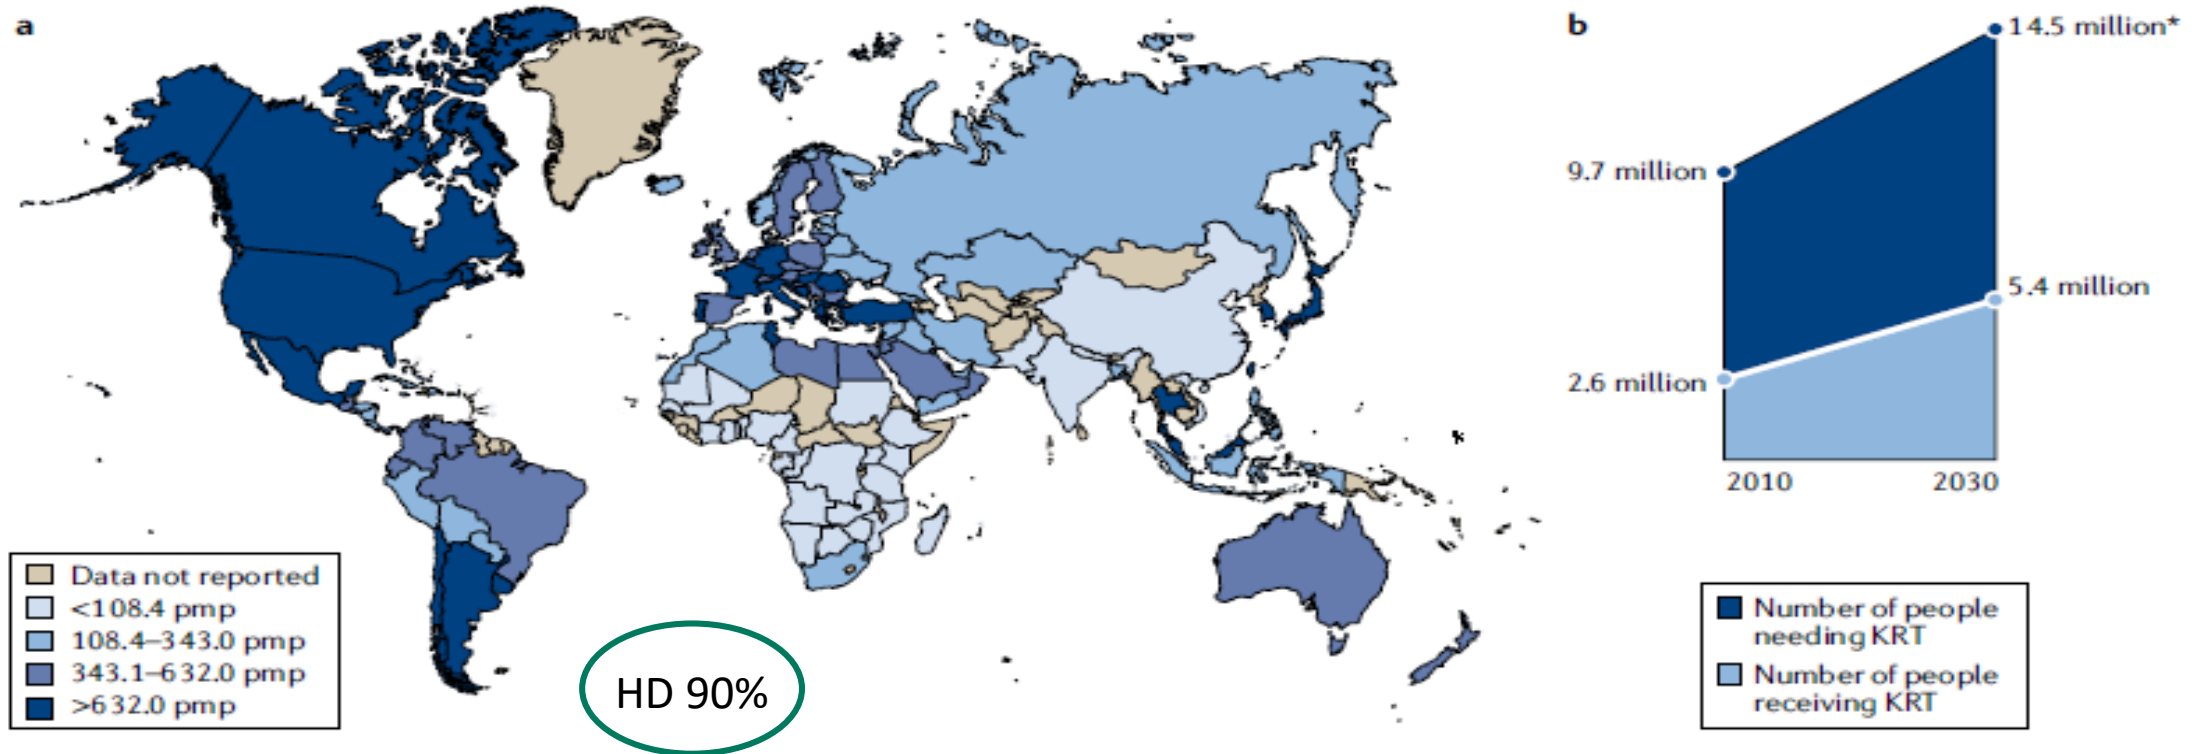 a
Data not reported
<108.4 pmp
108.4–343.0 pmp
343.1–632.0 pmp
>632.0 pmp
HD 90%
b
14.5 million*
9.7 million
5.4 million
2.6 million
2010
2030
Number of people
needing KRT
Number of people
receiving KRT